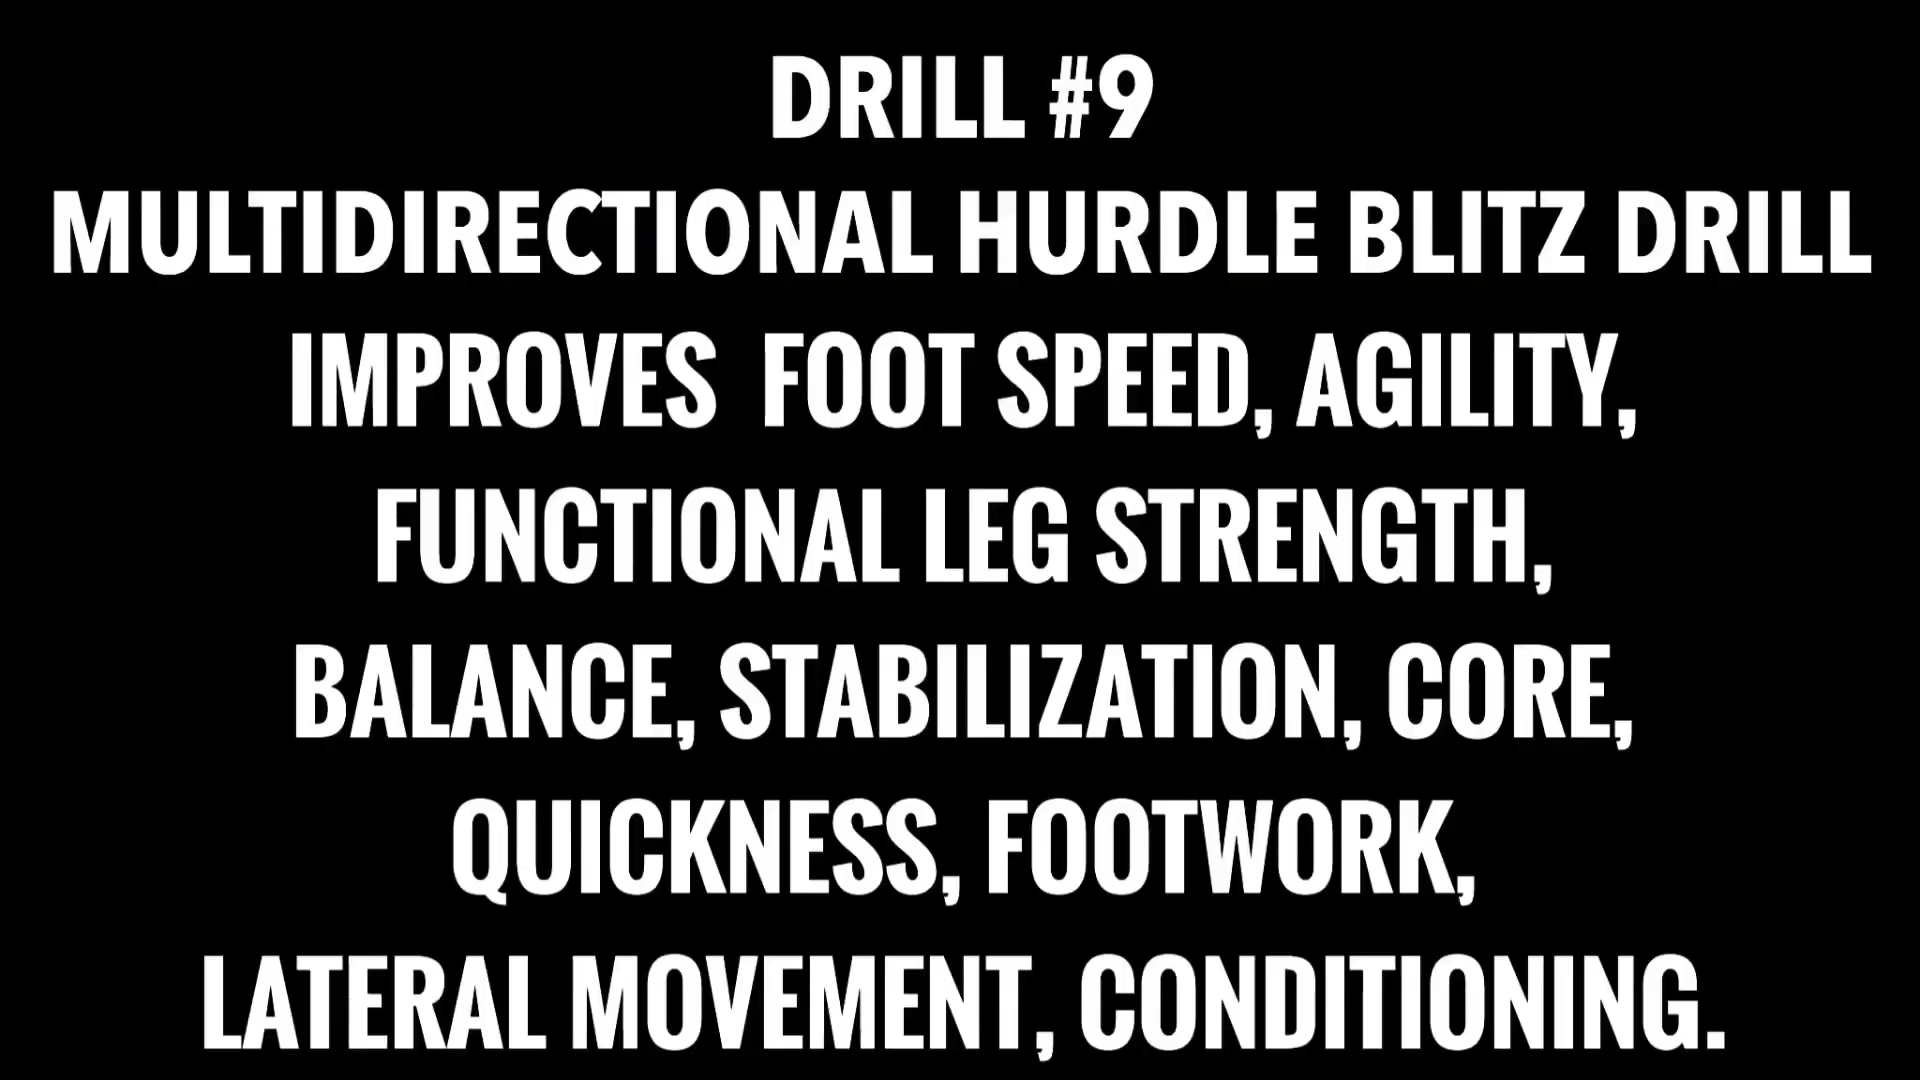 DRILL #9
MULTIDIRECTIONAL HURDLE BLITZ DRILL
IMPROVES FOOT SPEED, AGILITY,
FUNCTIONAL LEG STRENGTH,
BALANCE, STABILIZATION, CORE,
QUICKNESS, FOOTWORK,
LATERAL MOVEMENT, CONDITIONING.